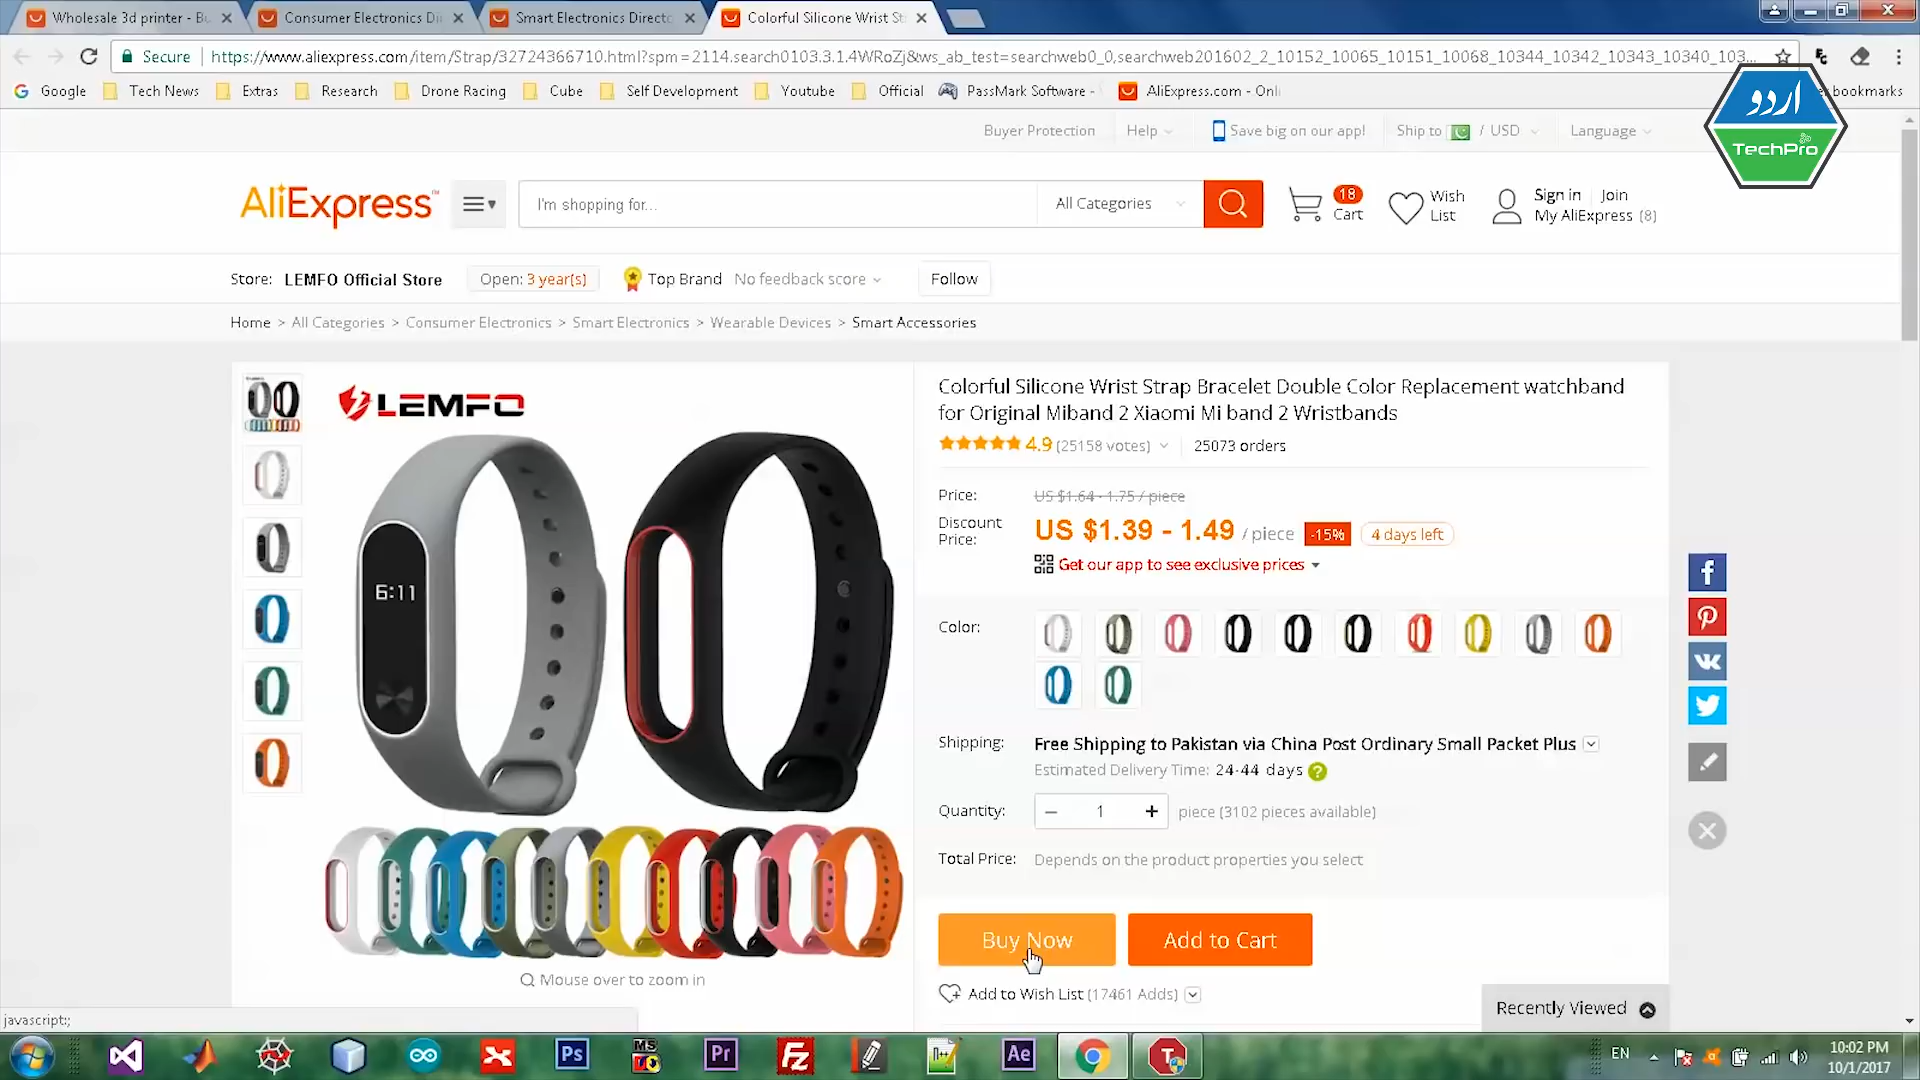 Wholesale 3d printer - Bu
Consumer Electronics Di
Smart Electronics Directo
Colorful Silicone Wrist St
Secure
https://www.aliexpress.com/item/Strap/32724366710.html?spm=2114.search0103.3.1.4WRoZj&ws_ab_test=searchweb0_0,searchweb201602_2_10152_10065_10151_10068_10344_10342_10343_10340_103...
Google
Tech News
Extras
Research
Drone Racing
Cube
Self Development
Youtube
Official
PassMark Software -
AliExpress.com - Onli
bookmarks
اردو
TechPro
Buyer Protection
Help
Save big on our app!
Ship to / USD
Language
AliExpress™
I'm shopping for...
All Categories
18
Cart
Wish
List
Sign in Join
My AliExpress (8)
Store: LEMFO Official Store
Open: 3 year(s)
Top Brand
No feedback score
Follow
Home > All Categories > Consumer Electronics > Smart Electronics > Wearable Devices > Smart Accessories
LEMFO
6:11
Mouse over to zoom in
Colorful Silicone Wrist Strap Bracelet Double Color Replacement watchband
for Original Miband 2 Xiaomi Mi band 2 Wristbands
4.9 (25158 votes)
25073 orders
Price: US $1.64 - 1.75 / piece
Discount
Price:
US $1.39 - 1.49 / piece
-15%
4 days left
Get our app to see exclusive prices
Color:
Shipping: Free Shipping to Pakistan via China Post Ordinary Small Packet Plus
Estimated Delivery Time: 24-44 days
Quantity: 1 piece (3102 pieces available)
Total Price: Depends on the product properties you select
Buy Now
Add to Cart
Add to Wish List (17461 Adds)
Recently Viewed
javascript:;
Ps
MS
Pr
Fz
Ae
T
EN
10:02 PM
10/1/2017